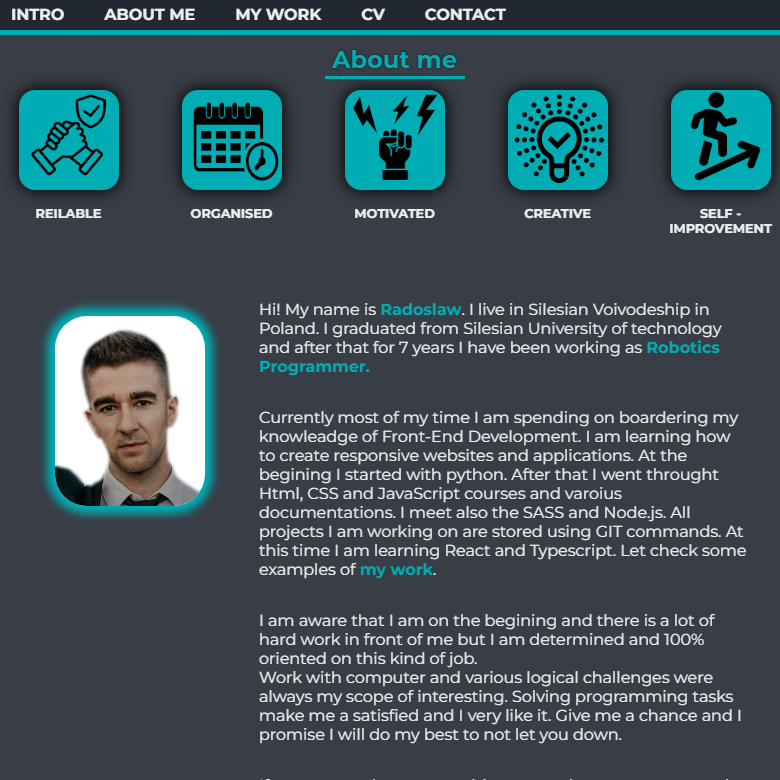 INTRO ABOUT ME MY WORK CV CONTACT
About me
REILABLE
ORGANISED
MOTIVATED
CREATIVE
SELF -
IMPROVEMENT
Hi! My name is Radoslaw. I live in Silesian Voivodeship in
Poland. I graduated from Silesian University of technology
and after that for 7 years I have been working as Robotics
Programmer.
Currently most of my time I am spending on boardering my
knowleadge of Front-End Development. I am learning how
to create responsive websites and applications. At the
begining I started with python. After that I went throught
Html, CSS and JavaScript courses and varoius
documentations. I meet also the SASS and Node.js. All
projects I am working on are stored using GIT commands. At
this time I am learning React and Typescript. Let check some
examples of my work.
I am aware that I am on the begining and there is a lot of
hard work in front of me but I am determined and 100%
oriented on this kind of job.
Work with computer and various logical challenges were
always my scope of interesting. Solving programming tasks
make me a satisfied and I very like it. Give me a chance and I
promise I will do my best to not let you down.